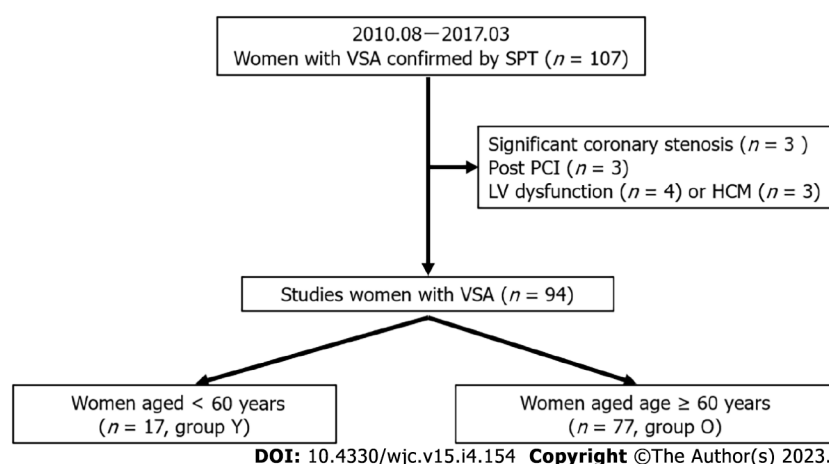 2010.08—2017.03
Women with VSA confirmed by SPT (n = 107)
Significant coronary stenosis (n = 3 )
Post PCI (n = 3)
LV dysfunction (n = 4) or HCM (n = 3)
Studies women with VSA (n = 94)
Women aged < 60 years
(n = 17, group Y)
Women aged age ≥ 60 years
(n = 77, group O)
DOI: 10.4330/wjc.v15.i4.154 Copyright ©The Author(s) 2023.